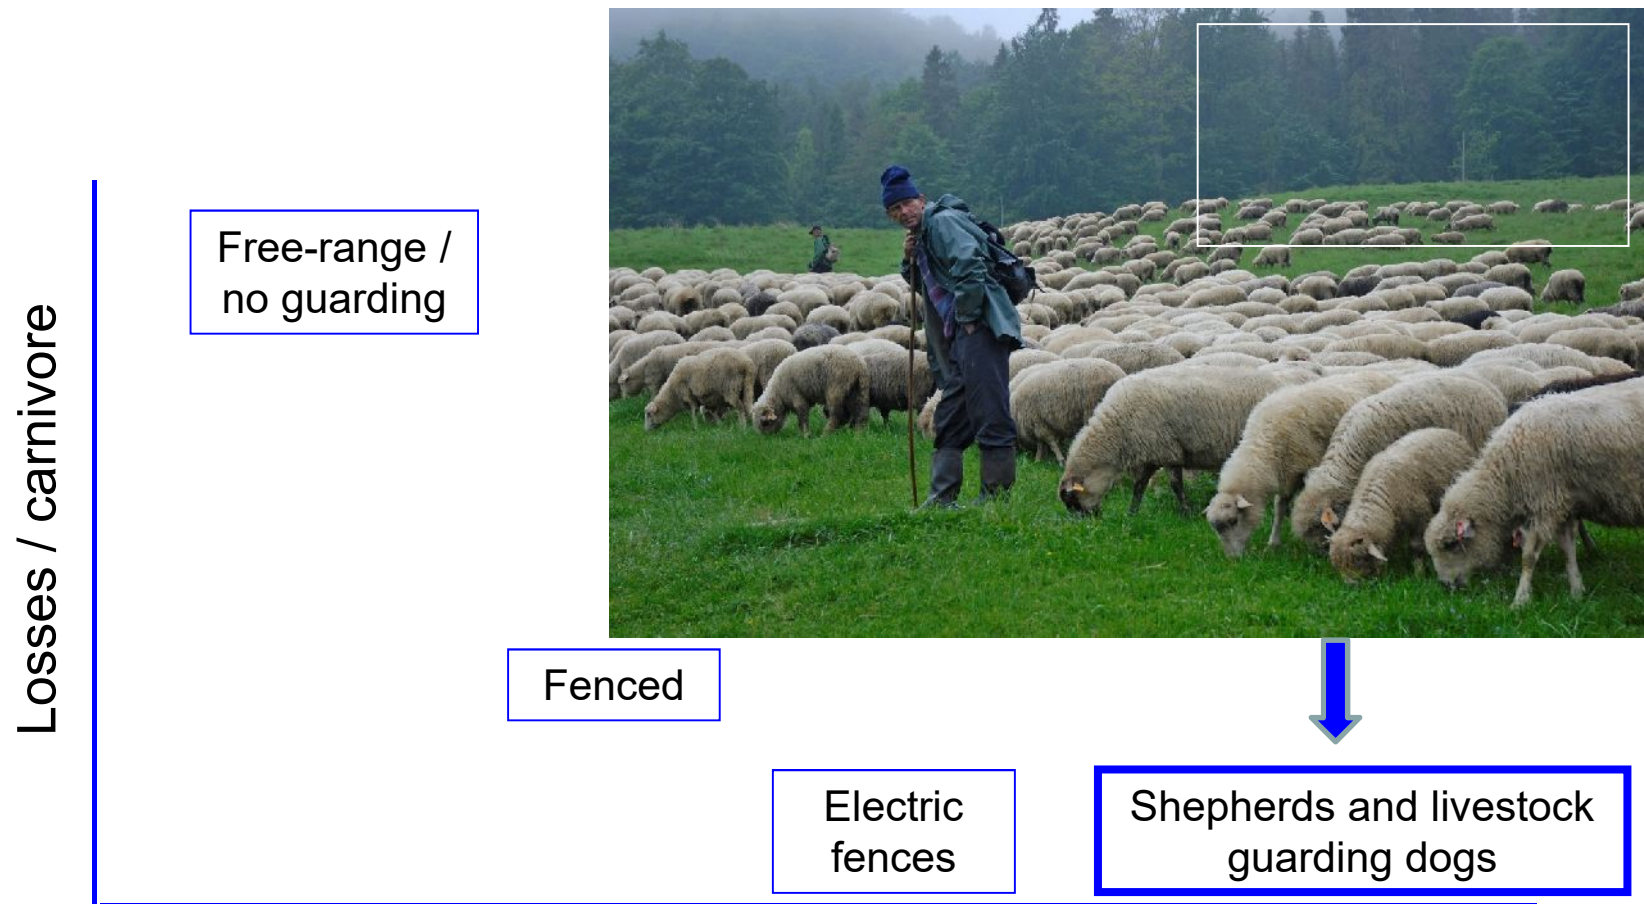 Losses / carnivore
Free-range /
no guarding
Fenced
Electric
fences
Shepherds and livestock
guarding dogs